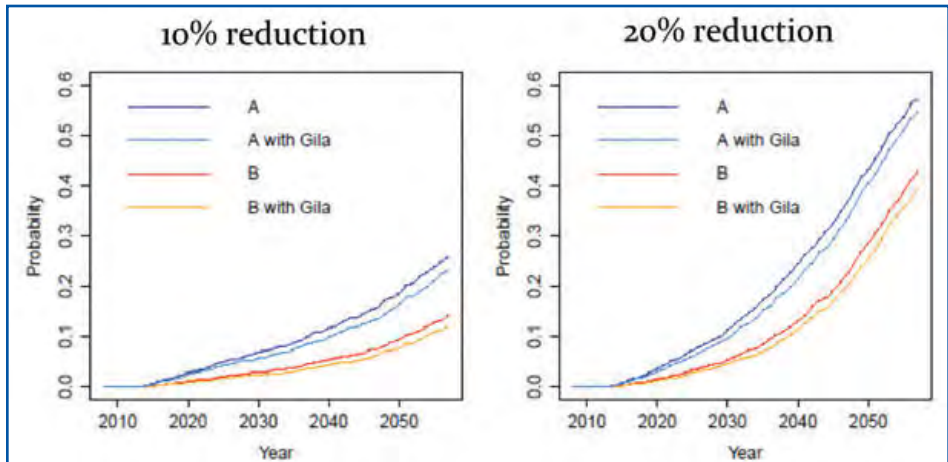 10% reduction
20% reduction
Probability
0.0 0.1 0.2 0.3 0.4 0.5 0.6
A
A with Gila
B
B with Gila
2010 2020 2030 2040 2050
Year
Probability
0.0 0.1 0.2 0.3 0.4 0.5 0.6
A
A with Gila
B
B with Gila
2010 2020 2030 2040 2050
Year